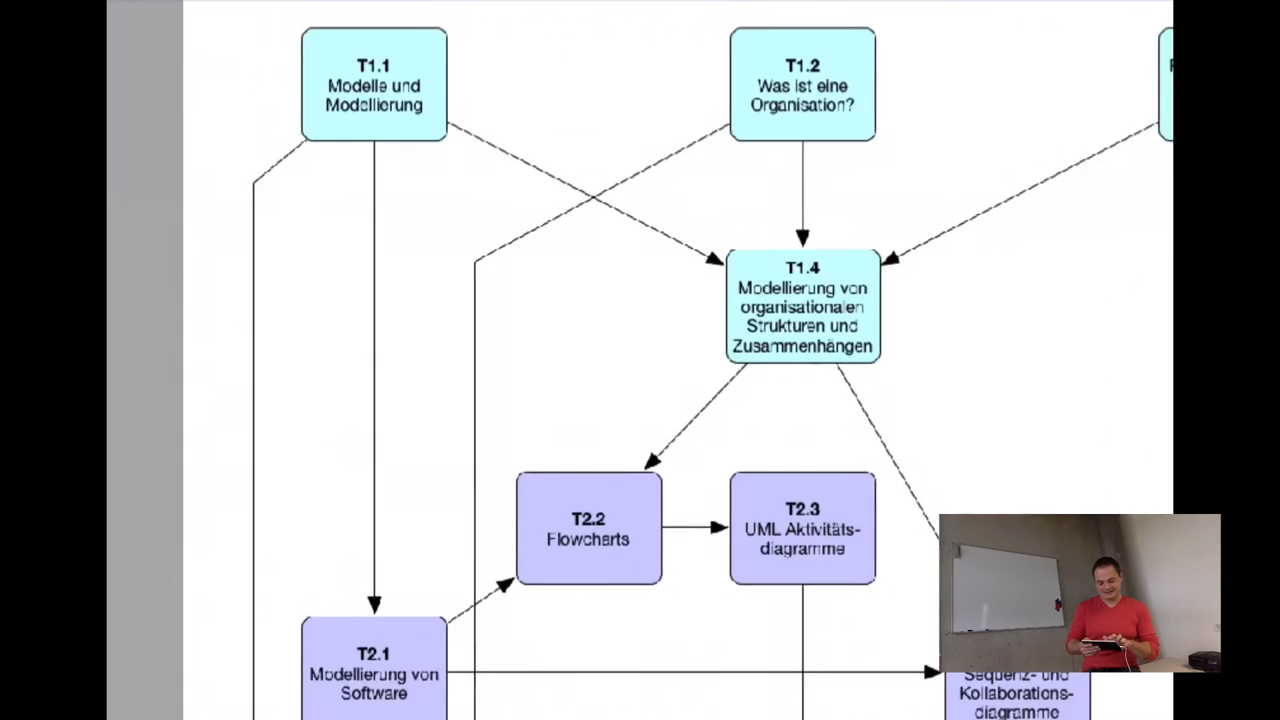 T1.1
Modelle und
Modellierung
T1.2
Was ist eine
Organisation?
T1.4
Modellierung von
organisationalen
Strukturen und
Zusammenhängen
T2.2
Flowcharts
T2.3
UML Aktivitäts-
diagramme
T2.1
Modellierung von
Software
Sequenz- und
Kollaborations-
diagramme